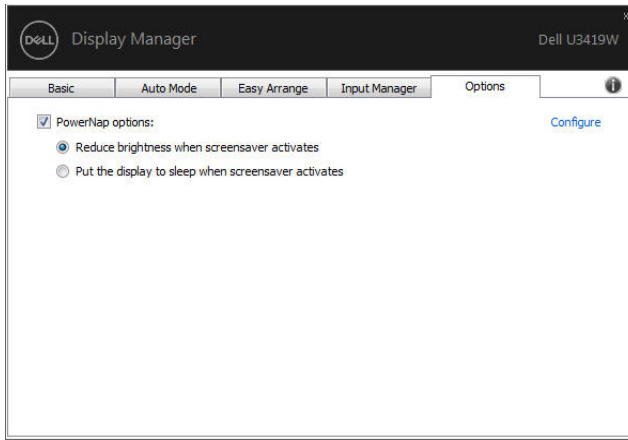 x
DELL Display Manager Dell U3419W
Basic Auto Mode Easy Arrange Input Manager Options i
PowerNap options: Configure
Reduce brightness when screensaver activates
Put the display to sleep when screensaver activates